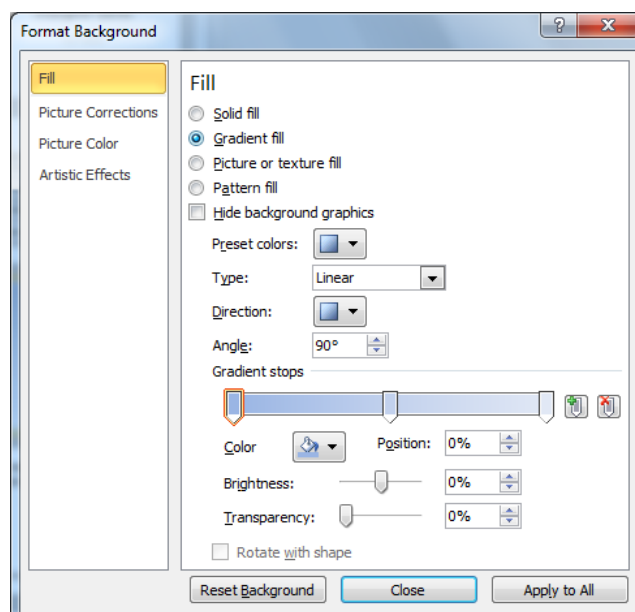 Format Background
Fill
Picture Corrections
Picture Color
Artistic Effects
Fill
Solid fill
Gradient fill
Picture or texture fill
Pattern fill
Hide background graphics
Preset colors:
Type: Linear
Direction:
Angle: 90°
Gradient stops
Color Position: 0%
Brightness: 0%
Transparency: 0%
Rotate with shape
Reset Background Close Apply to All